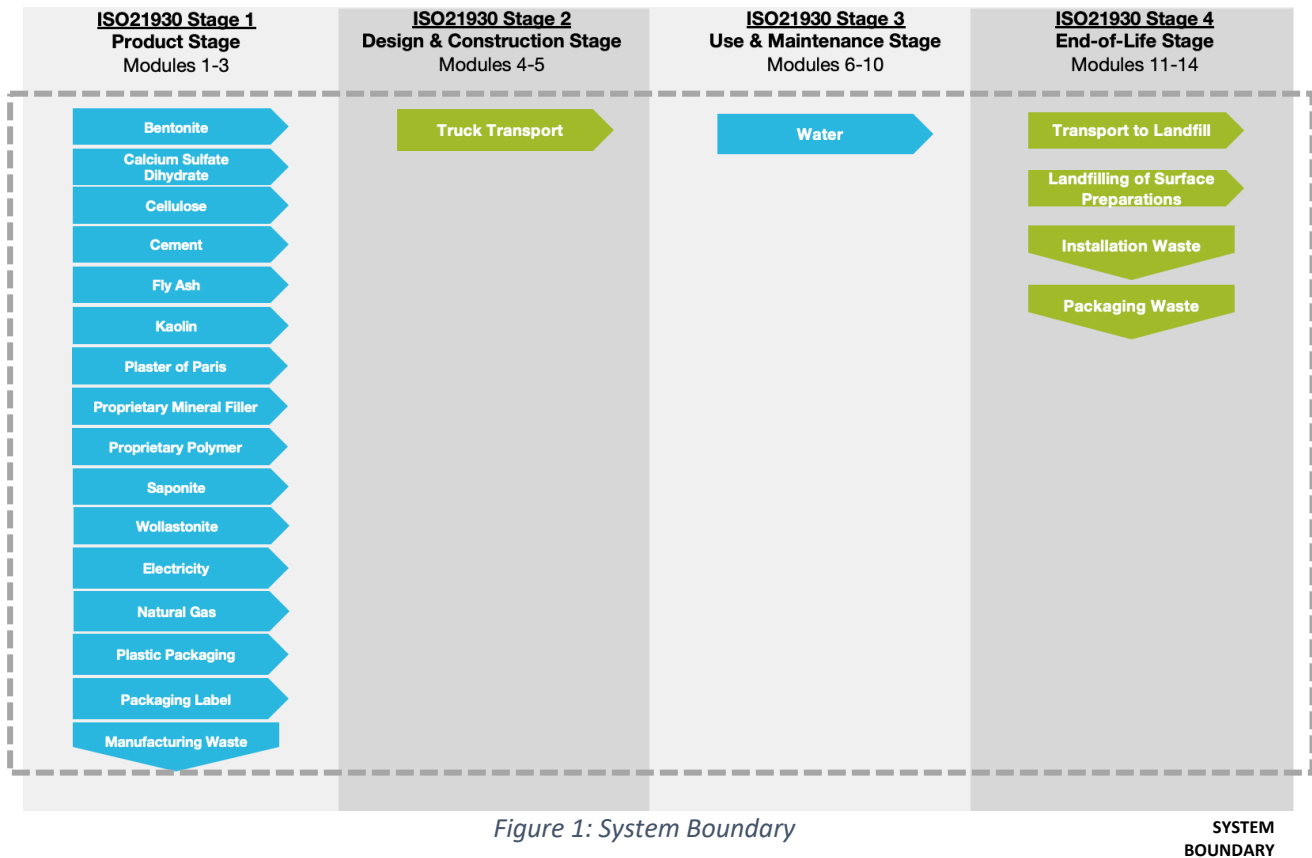 ISO21930 Stage 1
Product Stage
Modules 1-3
Bentonite
Calcium Sulfate
Dihydrate
Cellulose
Cement
Fly Ash
Kaolin
Plaster of Paris
Proprietary Mineral Filler
Proprietary Polymer
Saponite
Wollastonite
Electricity
Natural Gas
Plastic Packaging
Packaging Label
Manufacturing Waste
ISO21930 Stage 2
Design & Construction Stage
Modules 4-5
Truck Transport
ISO21930 Stage 3
Use & Maintenance Stage
Modules 6-10
Water
ISO21930 Stage 4
End-of-Life Stage
Modules 11-14
Transport to Landfill
Landfilling of Surface
Preparations
Installation Waste
Packaging Waste
Figure 1: System Boundary
SYSTEM
BOUNDARY